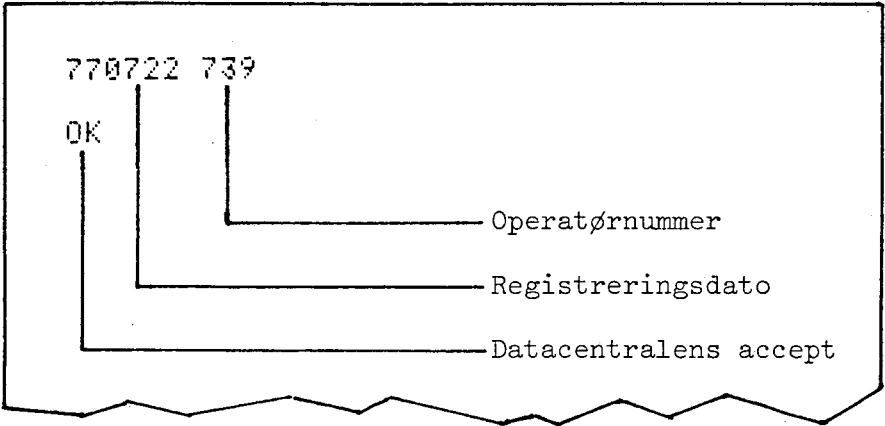 770722 739
OK
Operatørnummer
Registreringsdato
Datacentralens accept